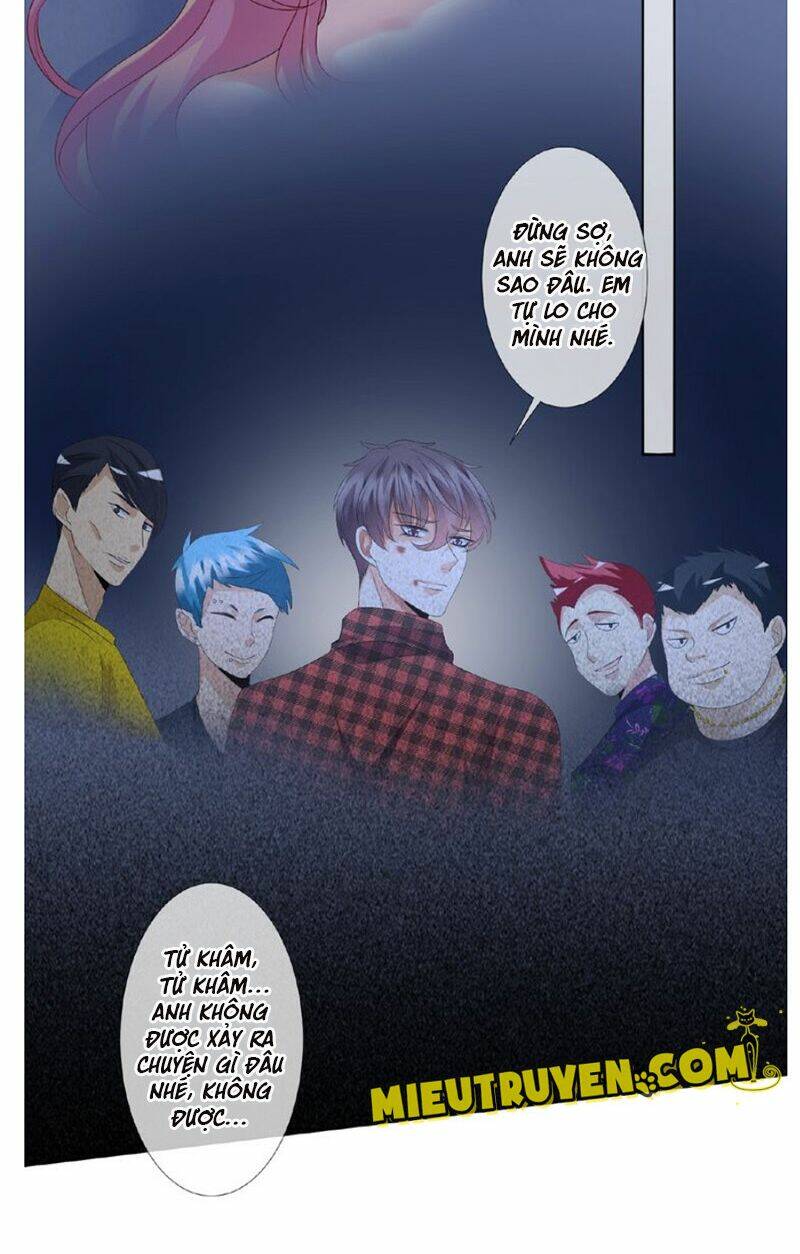 ĐỪNG SỢ,
ANH SẼ KHÔNG
SAO ĐÂU. EM
TỰ LO CHO
MÌNH NHÉ.
TỬ KHÂM,
TỬ KHÂM...
ANH KHÔNG
ĐƯỢC XẢY RA
CHUYỆN GÌ ĐÂU
NHÉ, KHÔNG
ĐƯỢC...
MIEUTRUYEN.COM